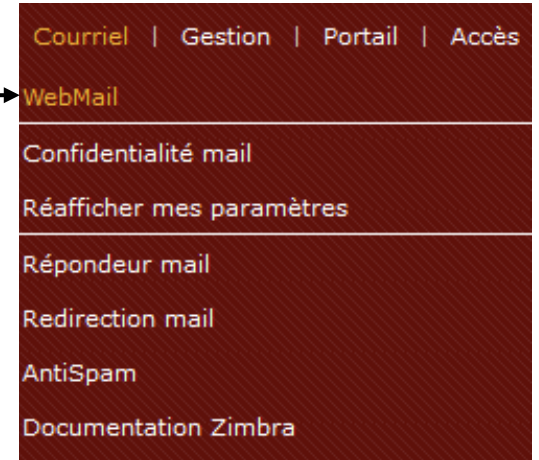 Courriel | Gestion | Portail | Accès
WebMail
Confidentialité mail
Réafficher mes paramètres
Répondeur mail
Redirection mail
AntiSpam
Documentation Zimbra